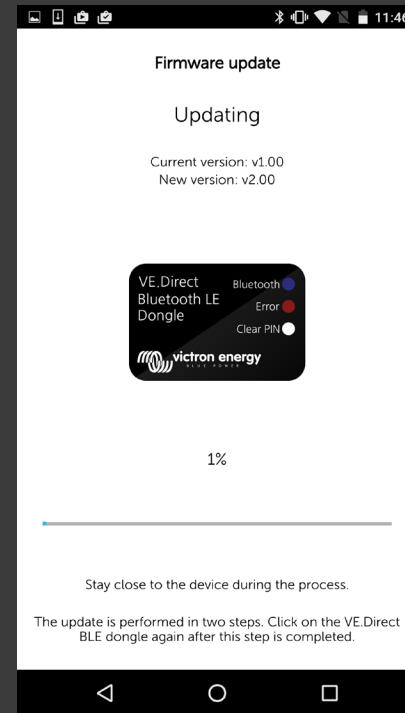 11:46
Firmware update
Updating
Current version: v1.00
New version: v2.00
VE.Direct
Bluetooth LE
Dongle
Bluetooth
Error
Clear PIN
victron energy
BLUE POWER
1%
Stay close to the device during the process.
The update is performed in two steps. Click on the VE.Direct
BLE dongle again after this step is completed.